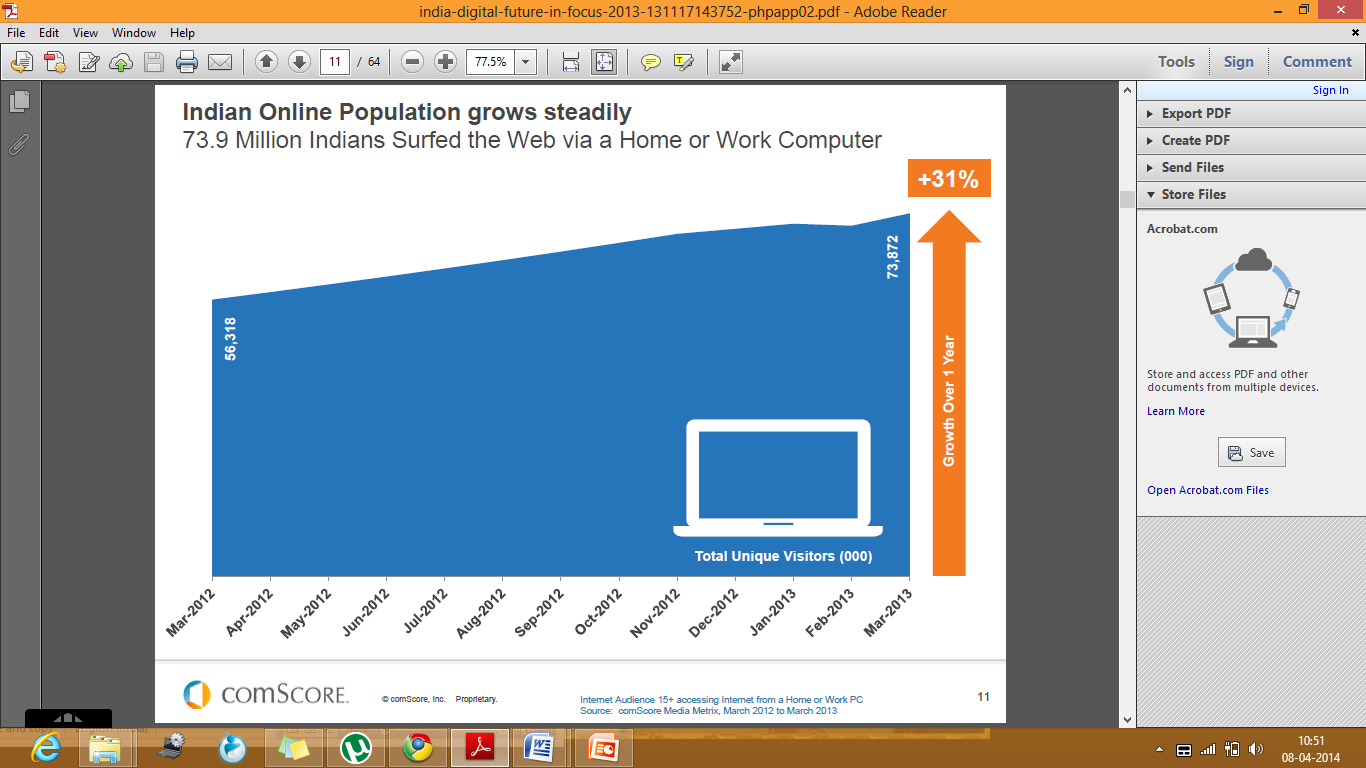 india-digital-future-in-focus-2013-131117143752-phpapp02.pdf - Adobe Reader
File Edit View Window Help
11 / 64
77.5%
Tools Sign Comment
Sign In
Export PDF
Create PDF
Send Files
Store Files
Acrobat.com
Store and access PDF and other
documents from multiple devices.
Learn More
Save
Open Acrobat.com Files
Indian Online Population grows steadily
73.9 Million Indians Surfed the Web via a Home or Work Computer
+31%
56,318
73,872
Growth Over 1 Year
Total Unique Visitors (000)
Mar-2012
Apr-2012
May-2012
Jun-2012
Jul-2012
Aug-2012
Sep-2012
Oct-2012
Nov-2012
Dec-2012
Jan-2013
Feb-2013
Mar-2013
comScore.
© comScore, Inc. Proprietary.
Internet Audience 15+ accessing Internet from a Home or Work PC
Source: comScore Media Metrix, March 2012 to March 2013
11
10:51
08-04-2014